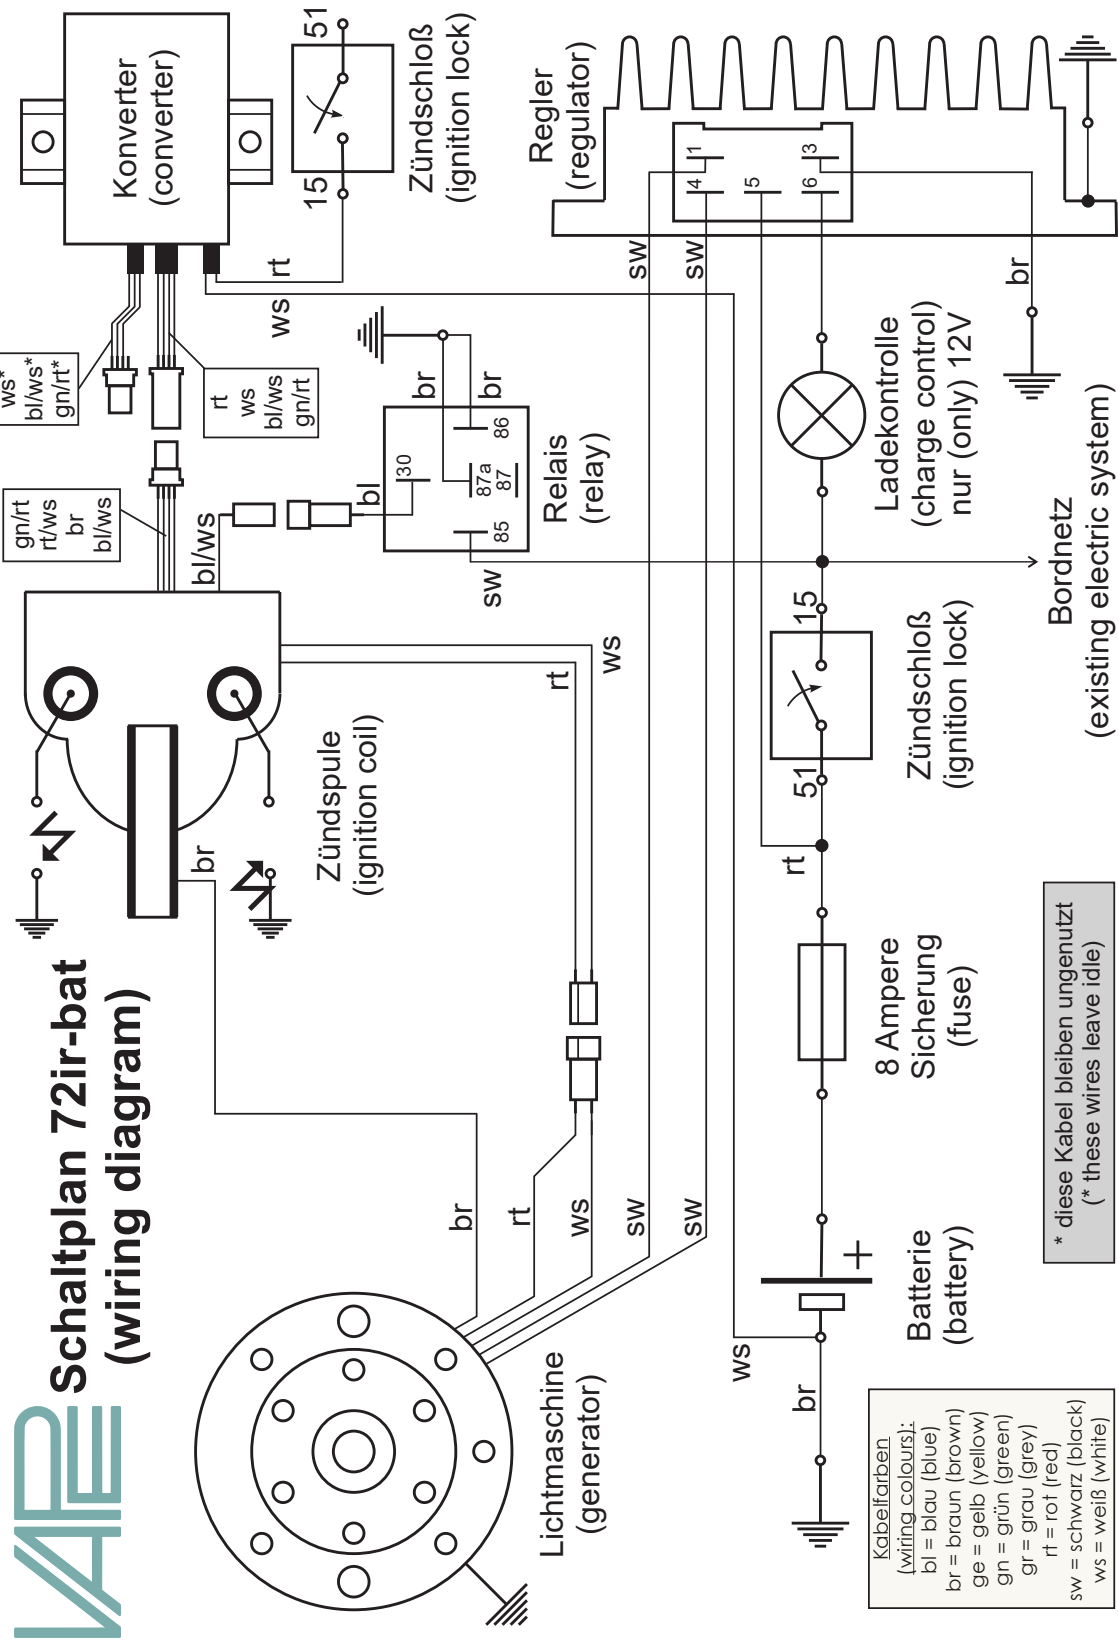 VAPE
Schaltplan 72ir-bat
(wiring diagram)
ws*
bl/ws*
gn/rt*
rt
ws
bl/ws
gn/rt
gn/rt
rt/ws
br
bl/ws
Konverter
(converter)
51
15
Zündschloß
(ignition lock)
rt
ws
bl/ws
bl
br
br
30
86
87a
87
85
sw
Relais
(relay)
Zündspule
(ignition coil)
br
rt
ws
br
rt
ws
sw
sw
Lichtmaschine
(generator)
Regler
(regulator)
1
4
5
3
6
sw
sw
br
Ladekontrolle
(charge control)
nur (only) 12V
Bordnetz
(existing electric system)
15
51
Zündschloß
(ignition lock)
rt
8 Ampere
Sicherung
(fuse)
Batterie
(battery)
+
ws
br
* diese Kabel bleiben ungenutzt
(* these wires leave idle)
Kabelfarben
(wiring colours):
bl = blau (blue)
br = braun (brown)
ge = gelb (yellow)
gn = grün (green)
gr = grau (grey)
rt = rot (red)
sw = schwarz (black)
ws = weiß (white)